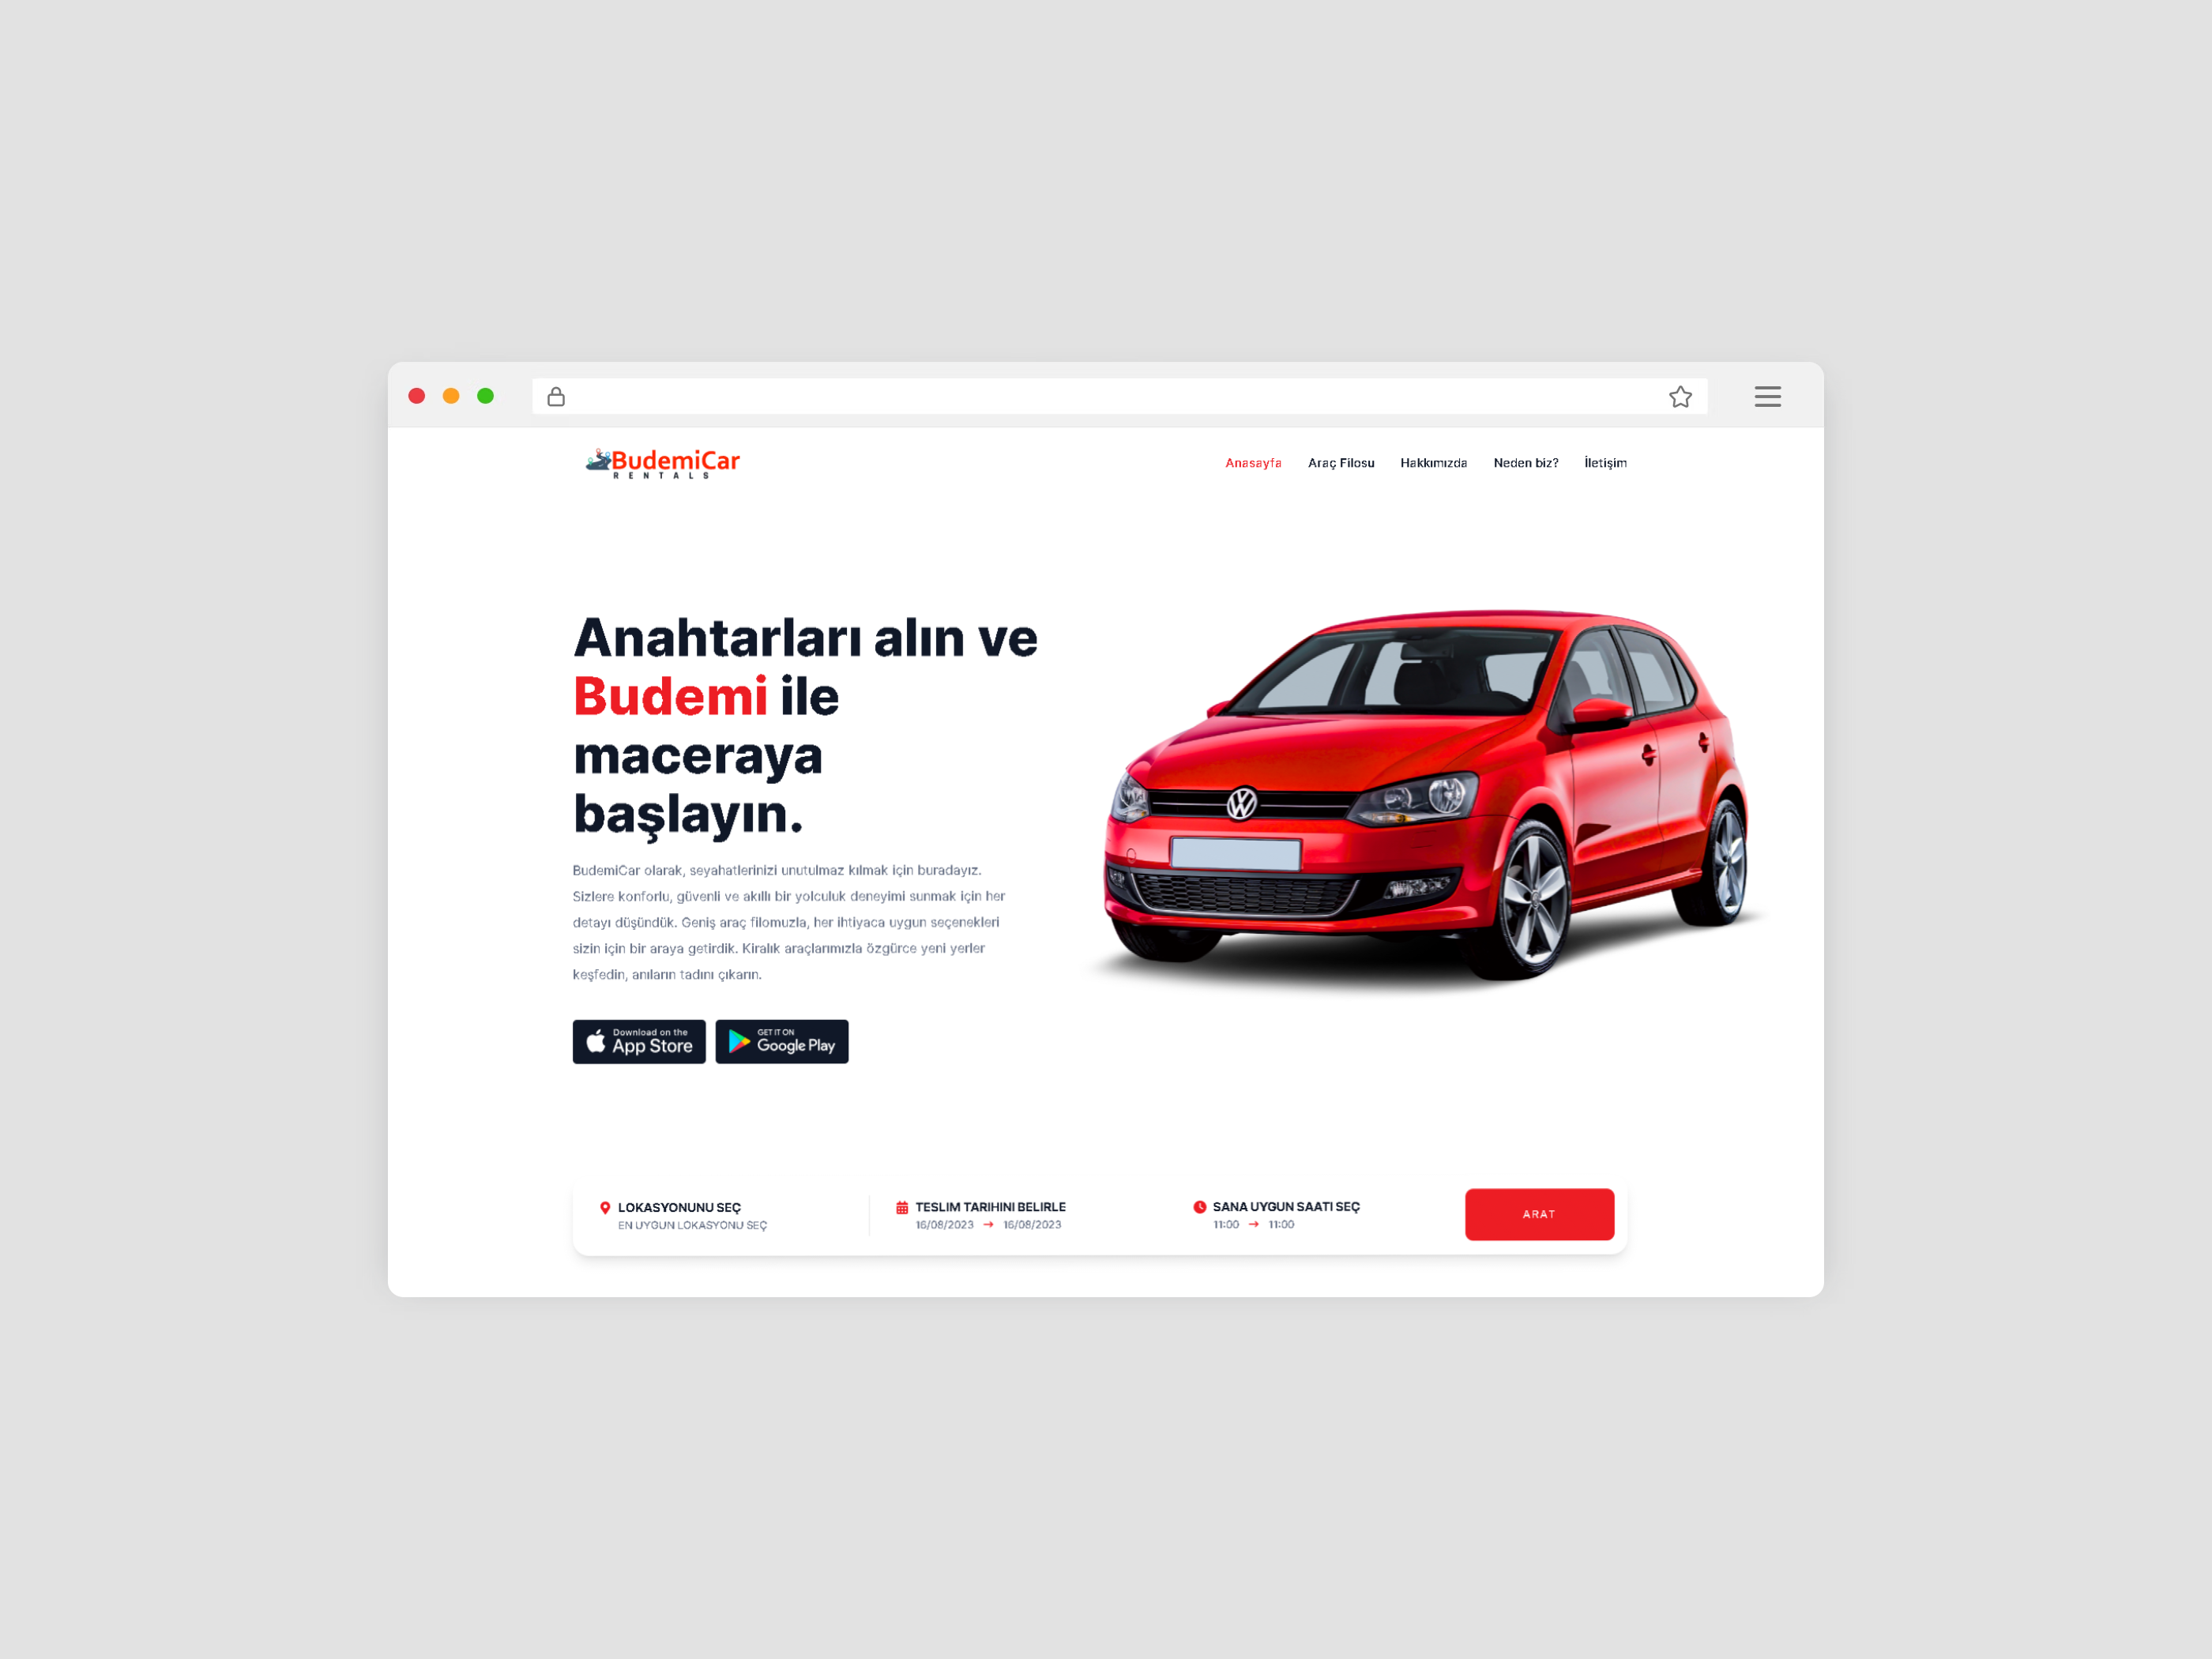 BudemiCar
RENTALS
Anasayfa Araç Filosu Hakkımızda Neden biz? İletişim
Anahtarları alın ve
Budemi ile
maceraya
başlayın.
BudemiCar olarak, seyahatlerinizi unutulmaz kılmak için buradayız.
Sizlere konforlu, güvenli ve akıllı bir yolculuk deneyimi sunmak için her
detayı düşündük. Geniş araç filomuzla, her ihtiyaca uygun seçenekleri
sizin için bir araya getirdik. Kiralık araçlarımızla özgürce yeni yerler
keşfedin, anıların tadını çıkarın.
Download on the
App Store
GET IT ON
Google Play
LOKASYONUNU SEÇ
EN UYGUN LOKASYONU SEÇ
TESLIM TARIHINI BELIRLE
16/08/2023 → 16/08/2023
SANA UYGUN SAATI SEÇ
11:00 → 11:00
ARAT